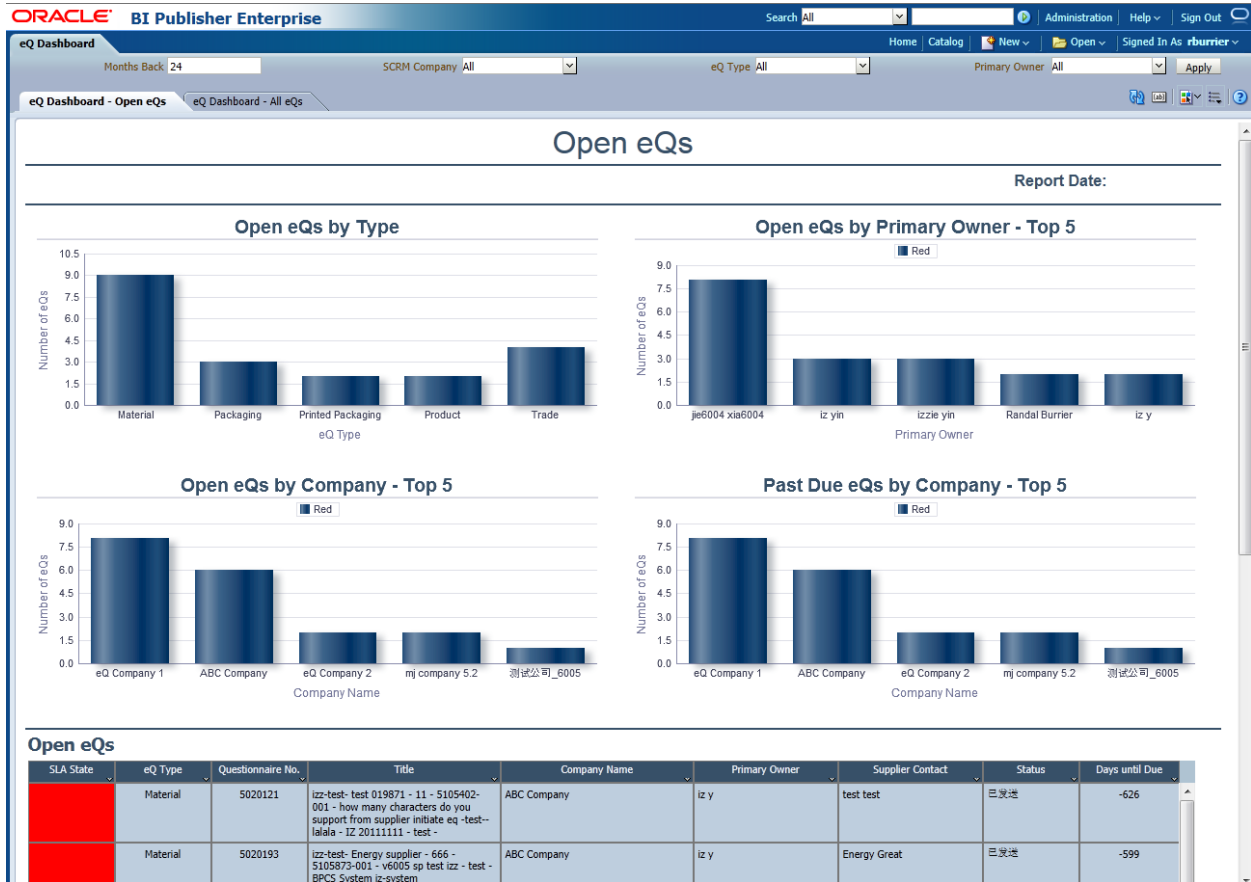 ORACLE BI Publisher Enterprise
Search All Administration Help Sign Out
eQ Dashboard Home Catalog New Open Signed In As rburrier
Months Back 24 SCRM Company All eQ Type All Primary Owner All Apply
eQ Dashboard - Open eQs eQ Dashboard - All eQs
Open eQs
Report Date:
Open eQs by Type
10.5
9.0
7.5
6.0
4.5
3.0
1.5
0.0
Number of eQs
Material Packaging Printed Packaging Product Trade
eQ Type
Open eQs by Primary Owner - Top 5
Red
9.0
7.5
6.0
4.5
3.0
1.5
0.0
Number of eQs
jie6004 xia6004 iz yin izzie yin Randal Burrier iz y
Primary Owner
Open eQs by Company - Top 5
Red
9.0
7.5
6.0
4.5
3.0
1.5
0.0
Number of eQs
eQ Company 1 ABC Company eQ Company 2 mj company 5.2 测试公司_6005
Company Name
Past Due eQs by Company - Top 5
Red
9.0
7.5
6.0
4.5
3.0
1.5
0.0
Number of eQs
eQ Company 1 ABC Company eQ Company 2 mj company 5.2 测试公司_6005
Company Name
Open eQs
SLA State eQ Type Questionnaire No. Title Company Name Primary Owner Supplier Contact Status Days until Due
Material 5020121 izz-test- test 019871 - 11 - 5105402- ABC Company iz y test test 已发送 -626
001 - how many characters do you
support from supplier initiate eq -test--
lalala - IZ 20111111 - test -
Material 5020193 izz-test- Energy supplier - 666 - ABC Company iz y Energy Great 已发送 -599
5105873-001 - v6005 sp test izz - test -
BPCS System iz-system